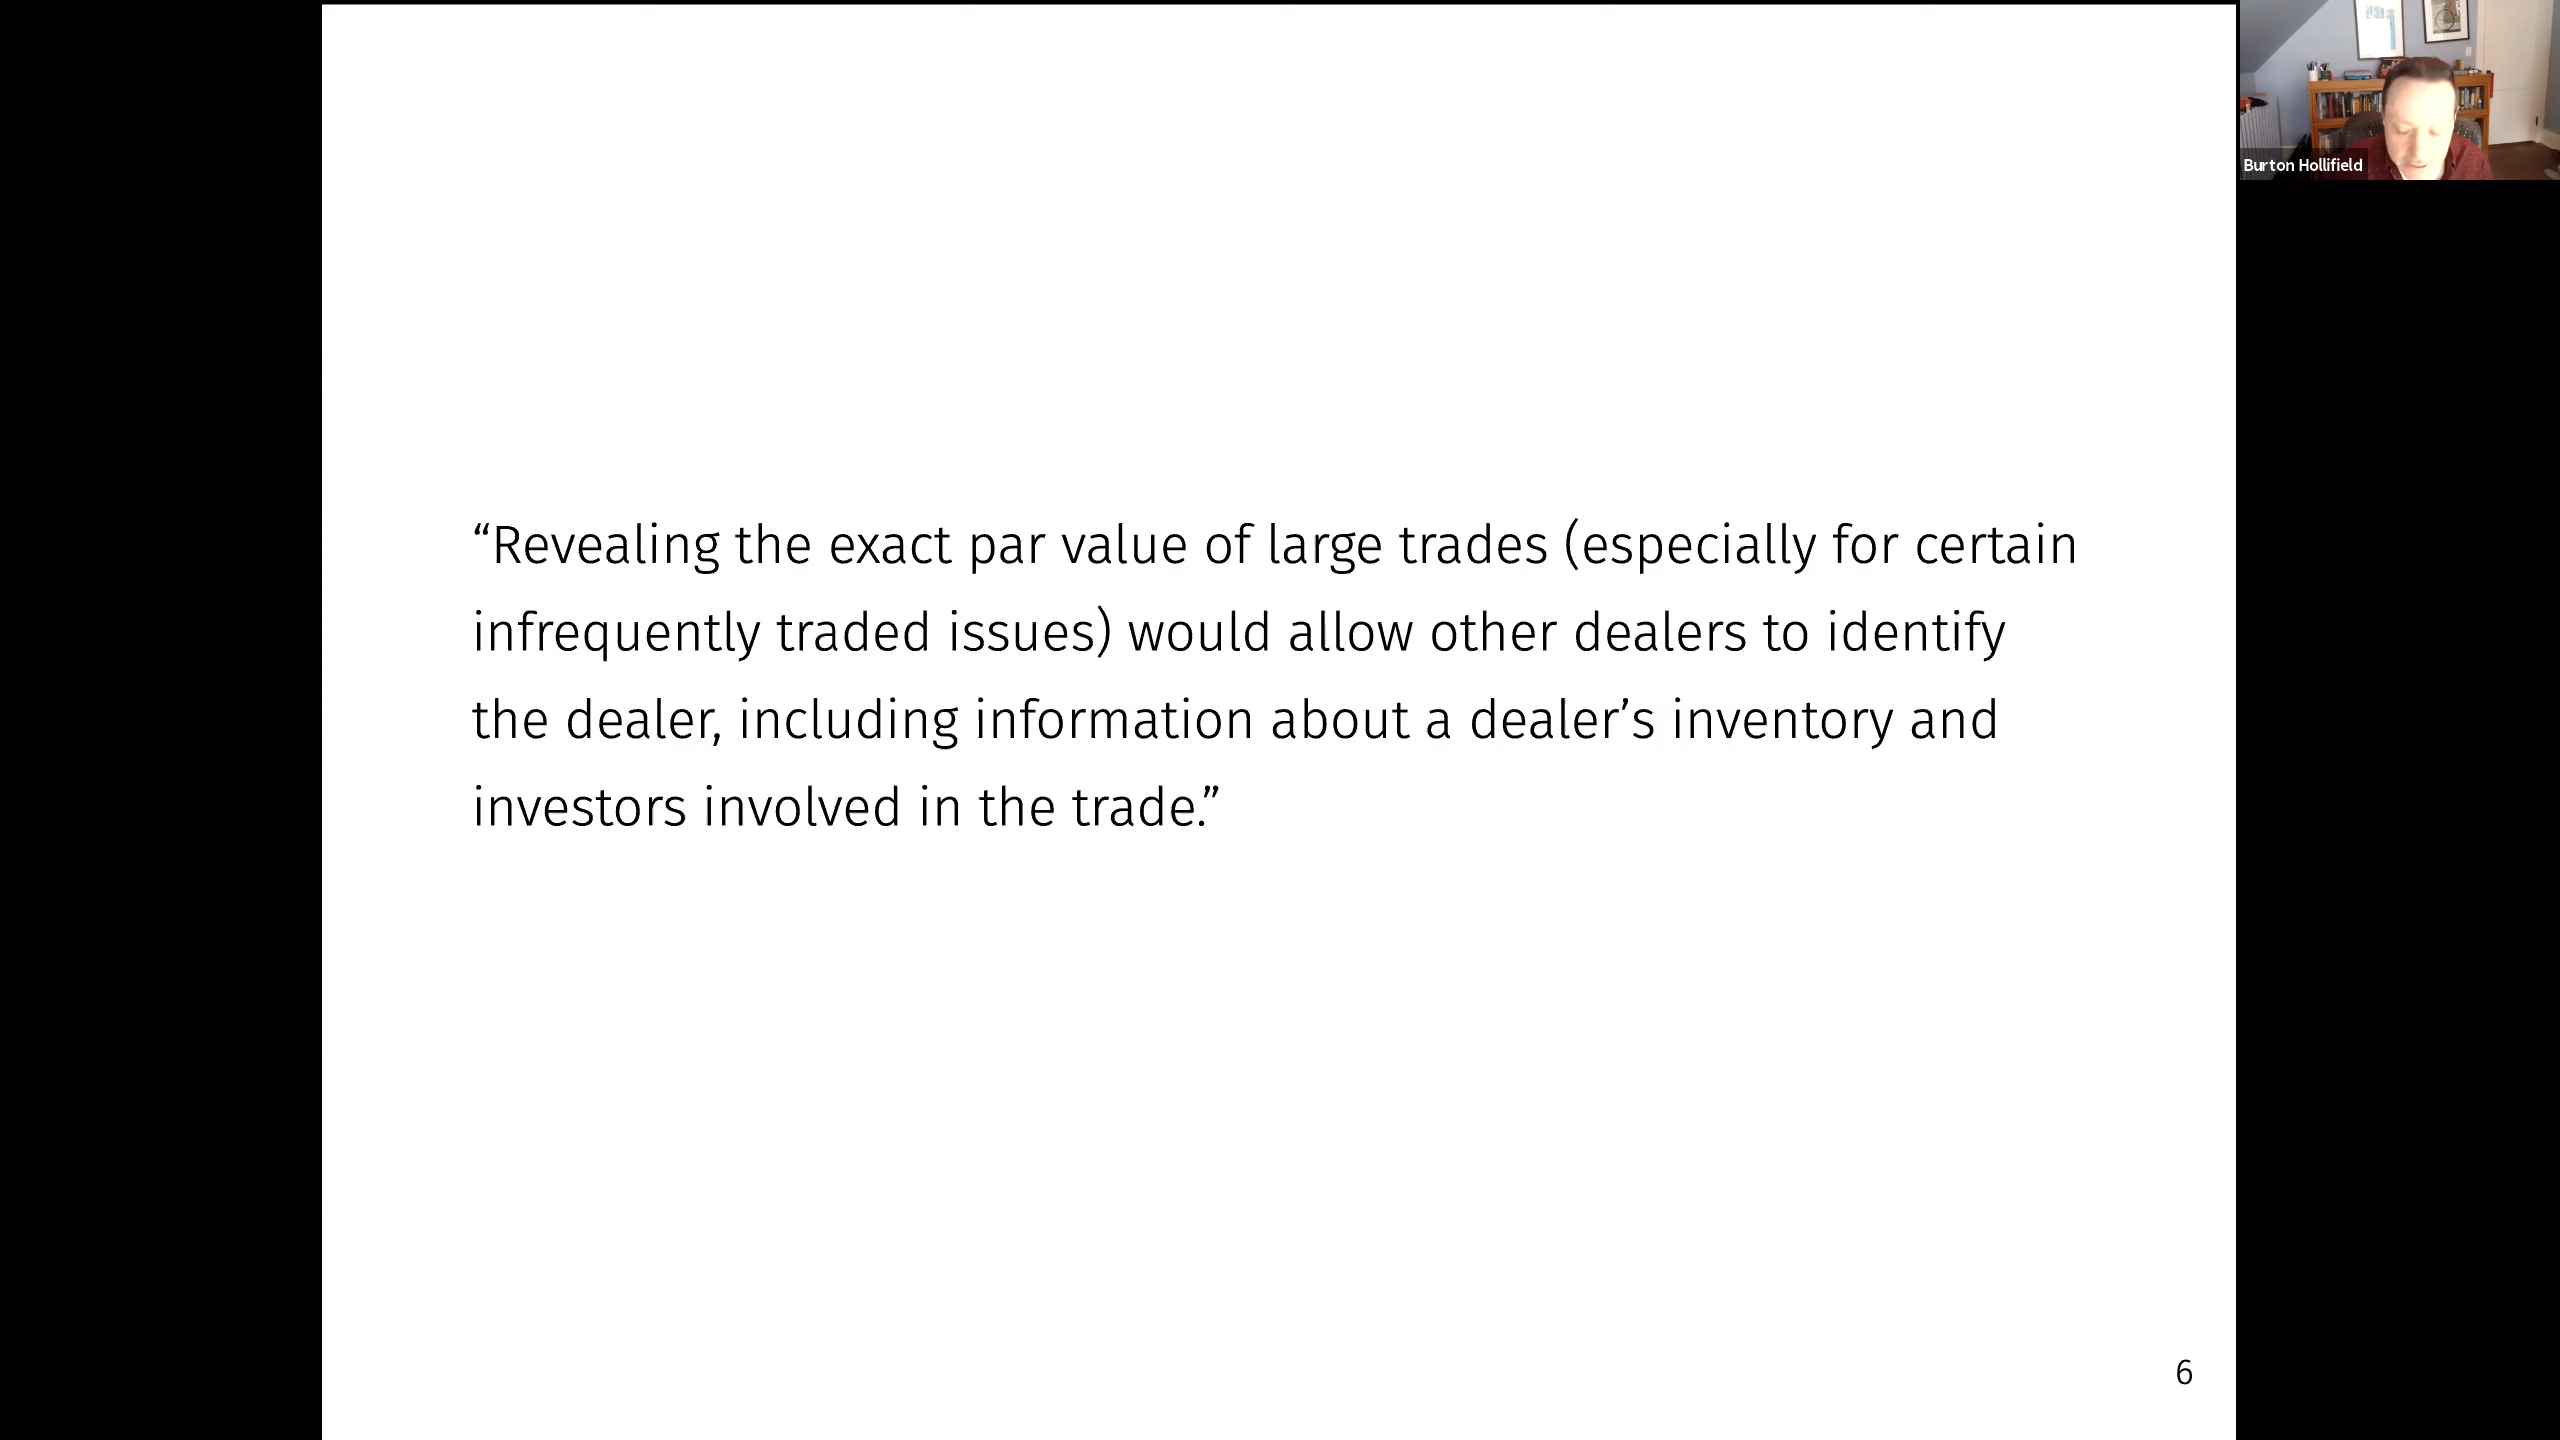 Burton Hollifield
“Revealing the exact par value of large trades (especially for certain
infrequently traded issues) would allow other dealers to identify
the dealer, including information about a dealer’s inventory and
investors involved in the trade.”
6